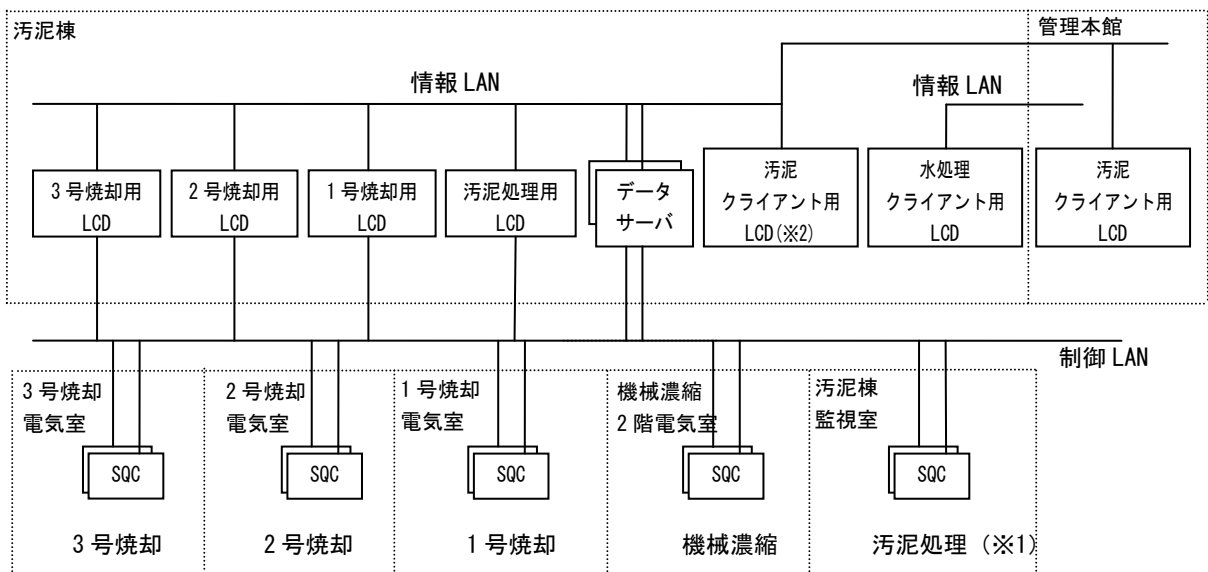 汚泥棟
管理本館
情報 LAN
情報 LAN
3 号焼却用
LCD
2 号焼却用
LCD
1 号焼却用
LCD
汚泥処理用
LCD
データ
サーバ
汚泥
クライアント用
LCD(※2)
水処理
クライアント用
LCD
汚泥
クライアント用
LCD
制御 LAN
3 号焼却
電気室
2 号焼却
電気室
1 号焼却
電気室
機械濃縮
2 階電気室
汚泥棟
監視室
SQC
SQC
SQC
SQC
SQC
3 号焼却
2 号焼却
1 号焼却
機械濃縮
汚泥処理 (※1)